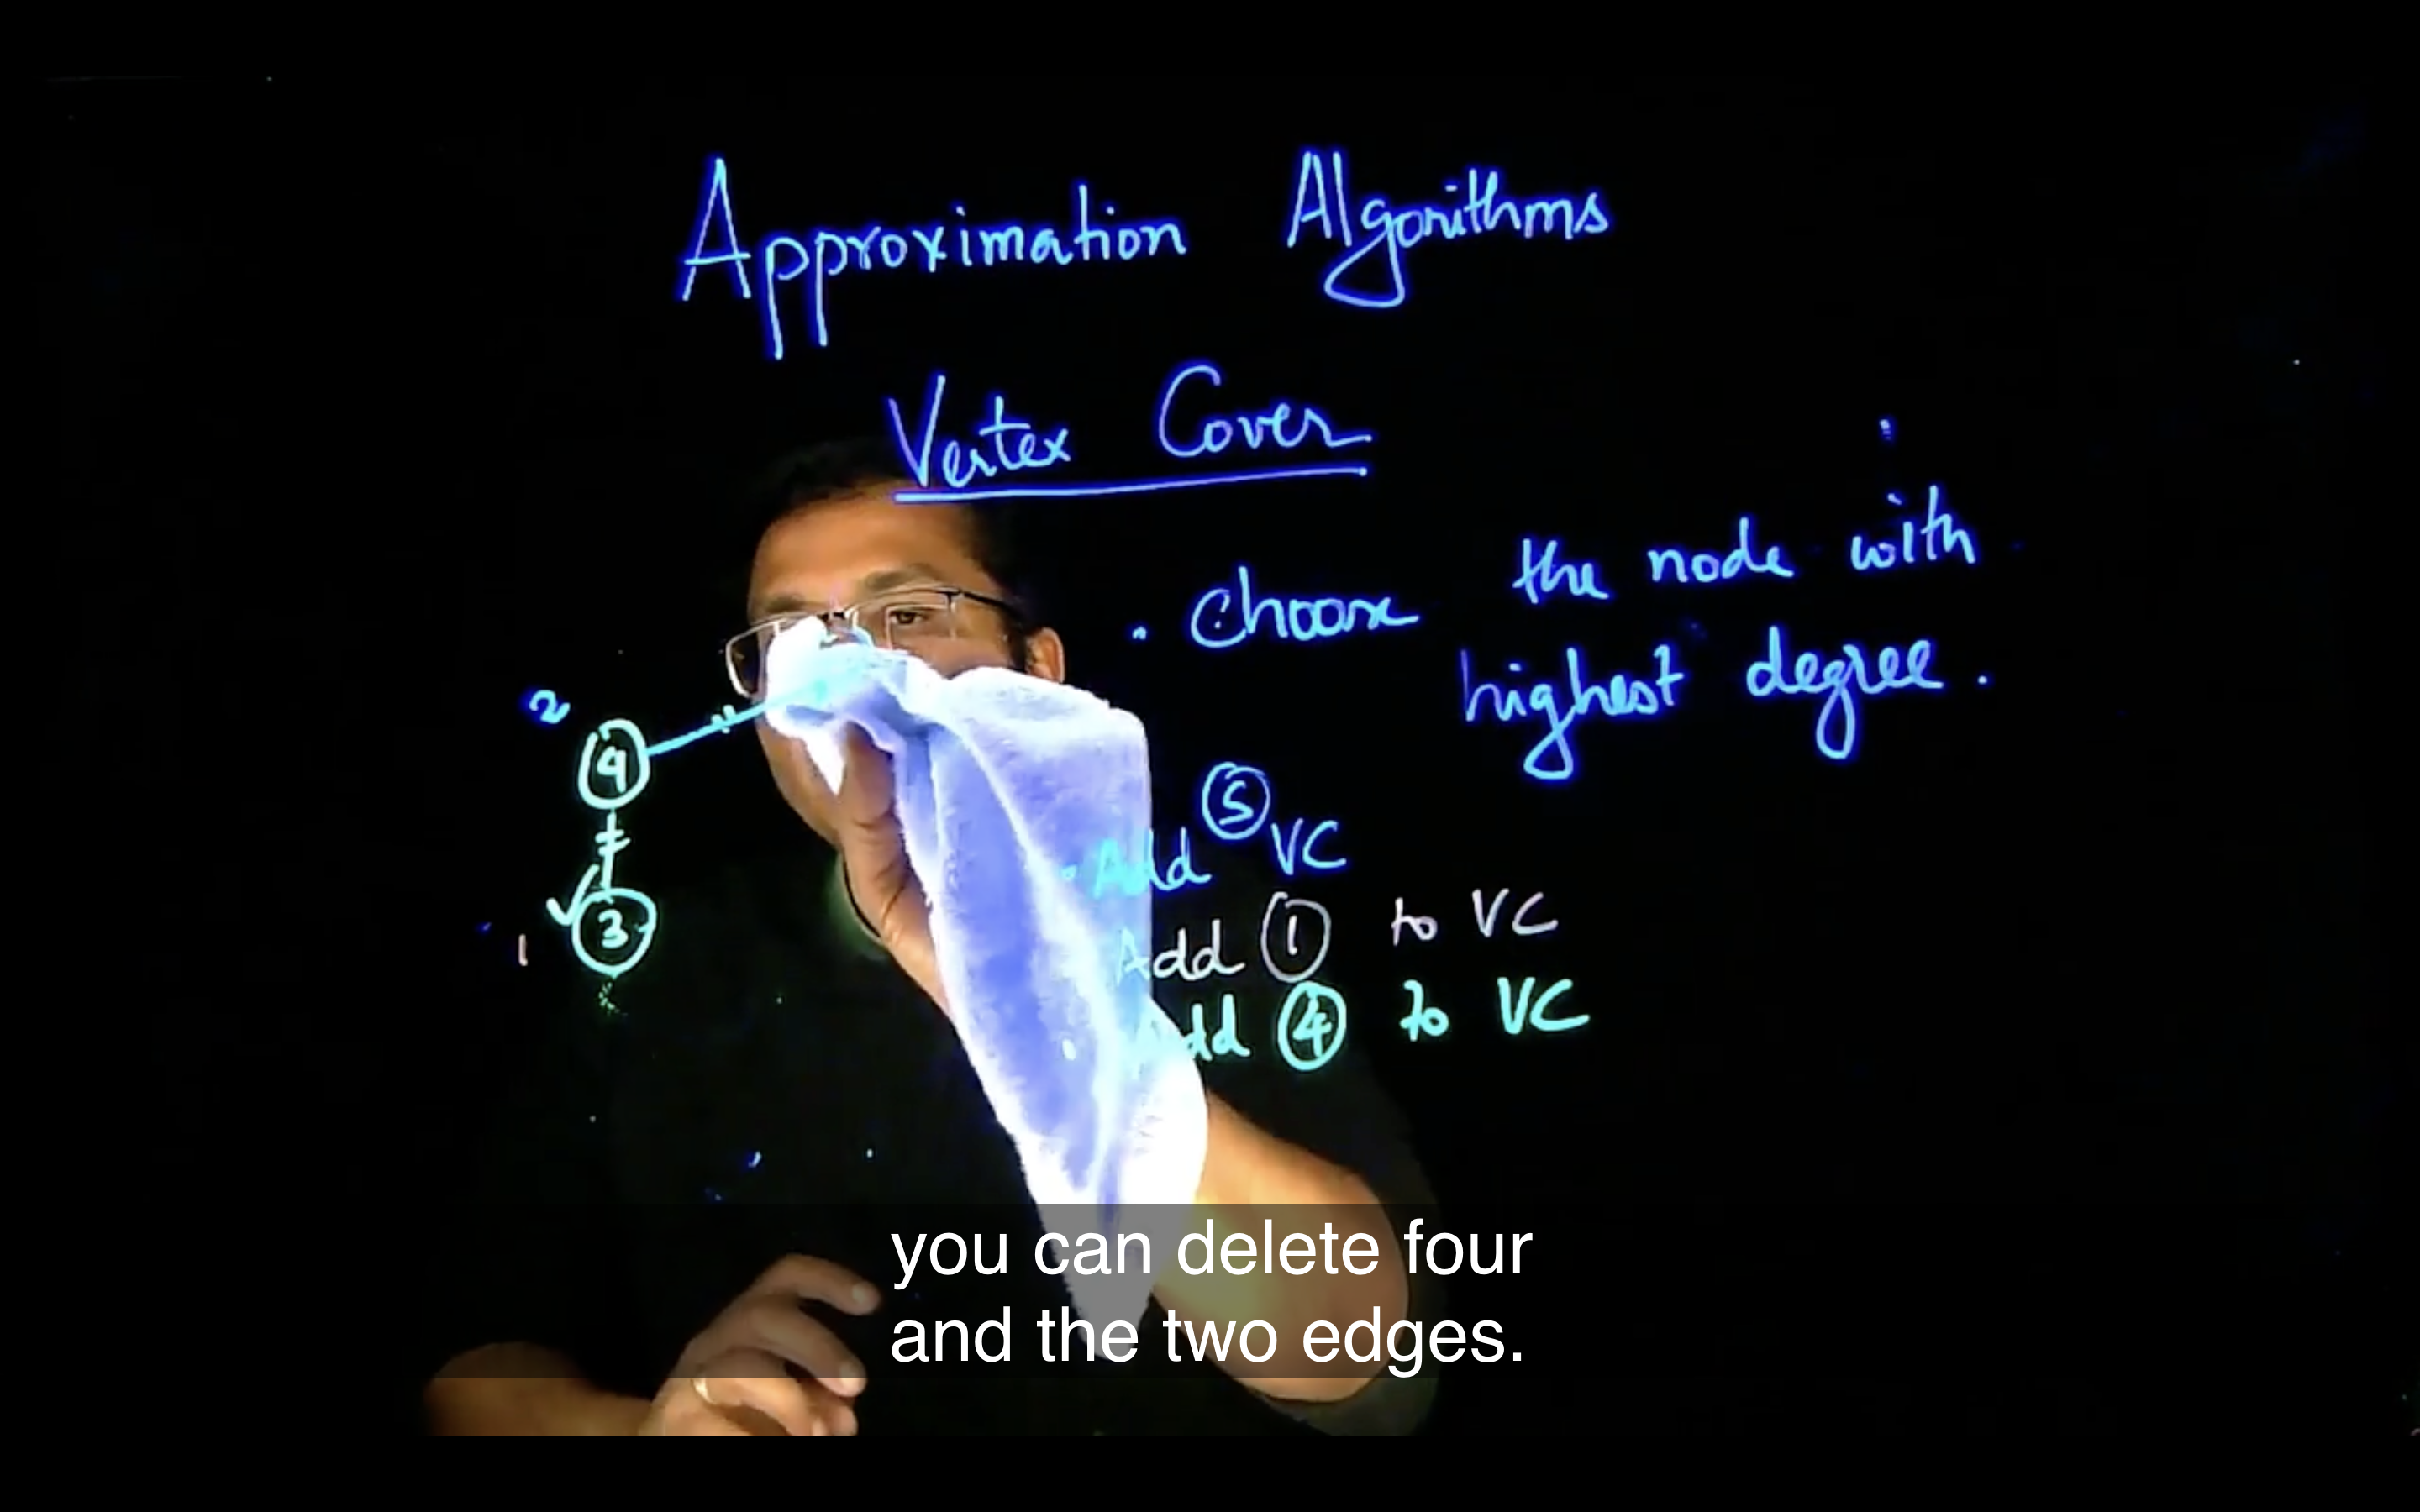 Approximation Algorithms
Vertex Cover
. Choose the node with
highest degree.
2
4
3
1
. Add 5 VC
Add 1 to VC
Add 4 to VC
you can delete four
and the two edges.